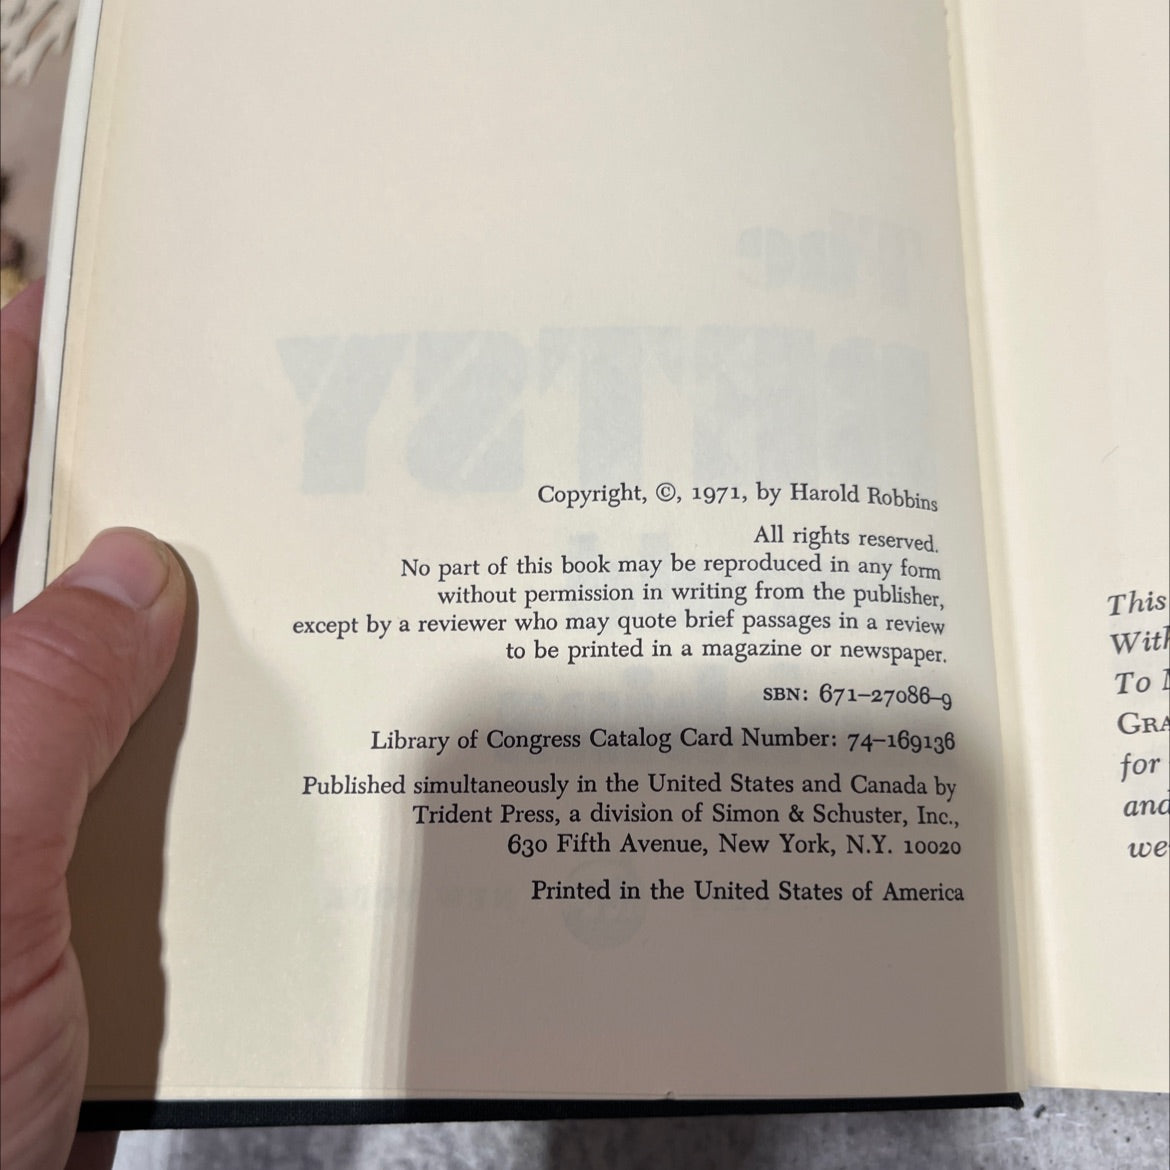 The
BETSY
Copyright, ©, 1971, by Harold Robbins
All rights reserved.
No part of this book may be reproduced in any form
without permission in writing from the publisher,
except by a reviewer who may quote brief passages in a review
to be printed in a magazine or newspaper.
SBN: 671–27086–9
Library of Congress Catalog Card Number: 74–169136
Published simultaneously in the United States and Canada by
Trident Press, a division of Simon & Schuster, Inc.,
630 Fifth Avenue, New York, N.Y. 10020
Printed in the United States of America
This
To
for